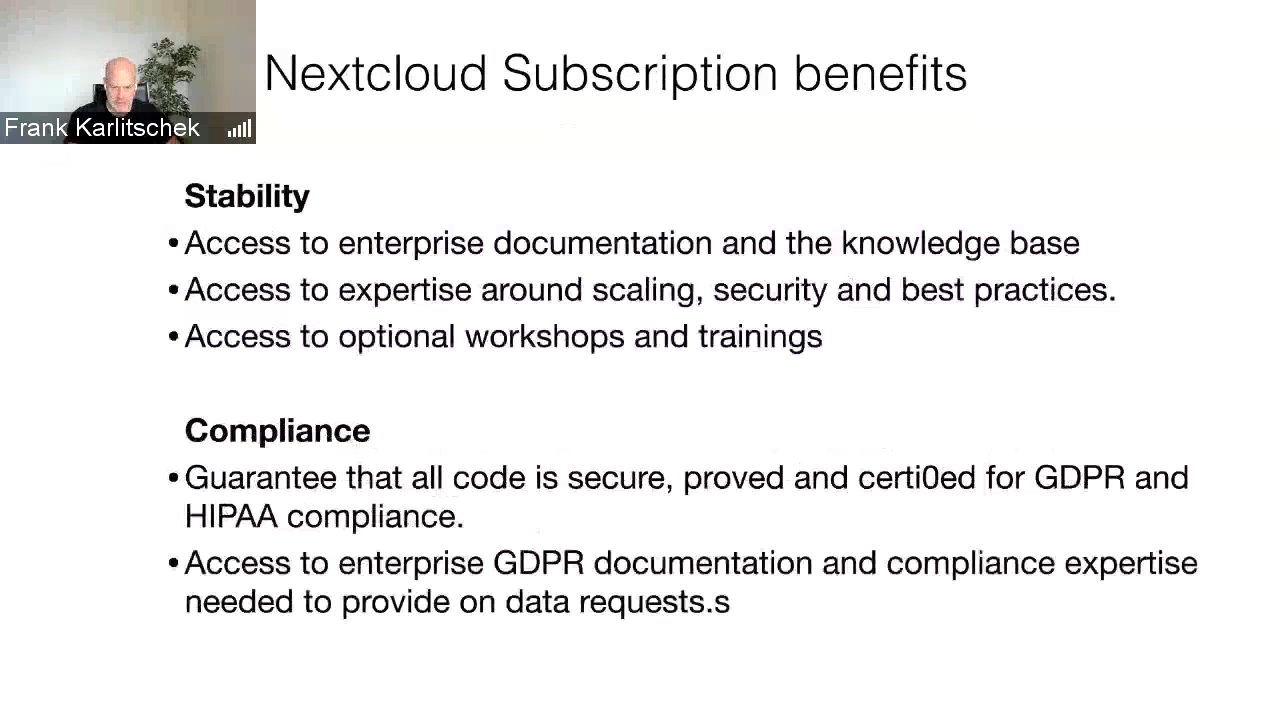 Frank Karlitschek
Nextcloud Subscription benefits
Stability
•Access to enterprise documentation and the knowledge base
•Access to expertise around scaling, security and best practices.
•Access to optional workshops and trainings
Compliance
•Guarantee that all code is secure, proved and certi0ed for GDPR and
HIPAA compliance.
•Access to enterprise GDPR documentation and compliance expertise
needed to provide on data requests.s